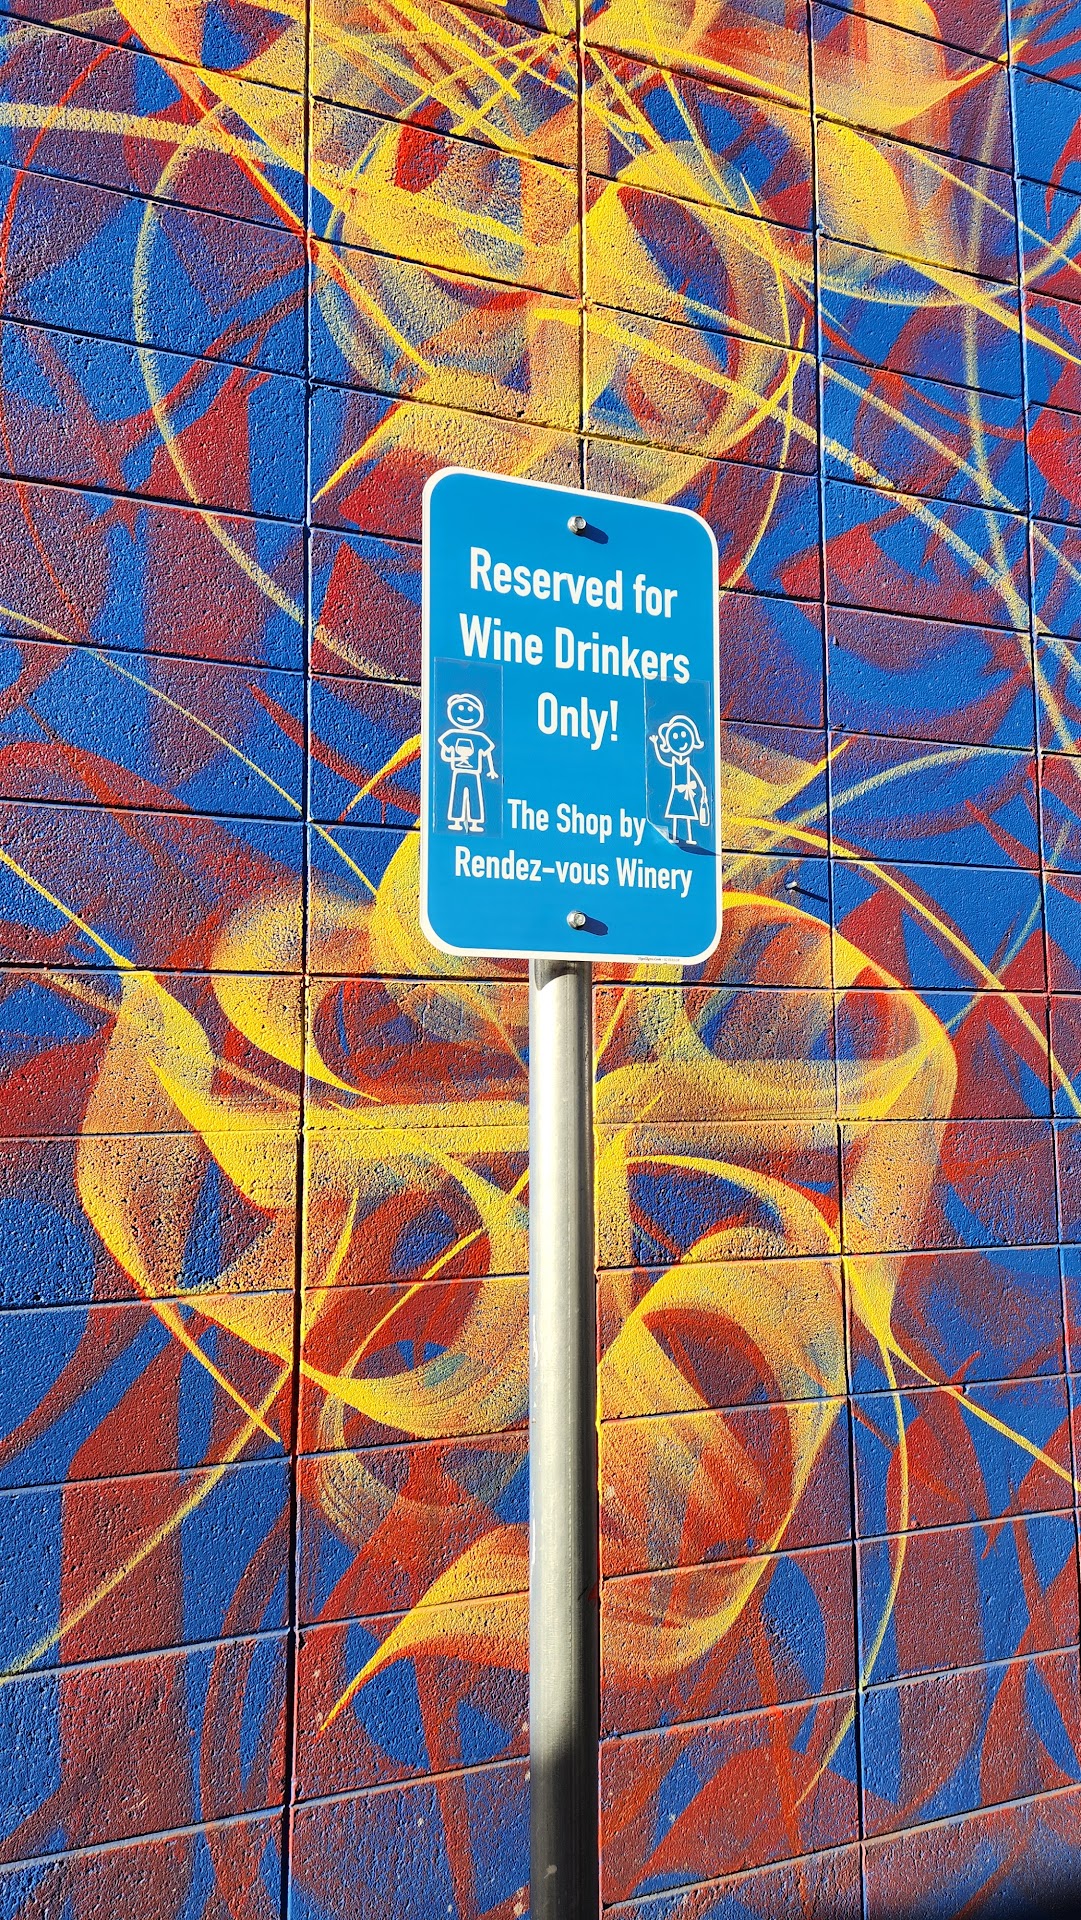 Reserved for
Wine Drinkers
Only!
The Shop by
Rendez-vous Winery